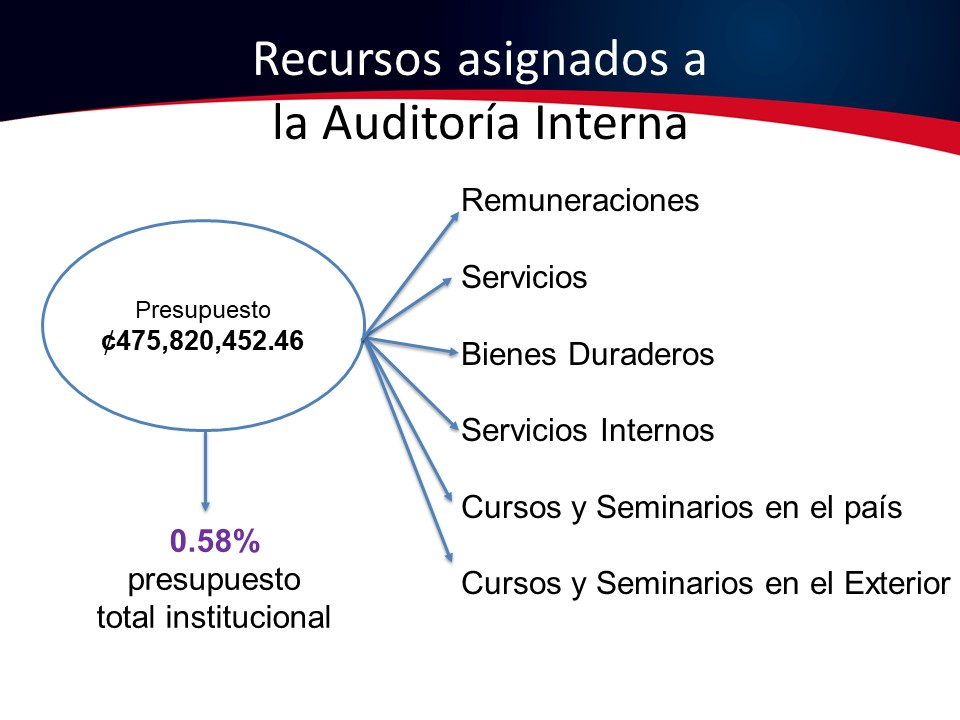 Recursos asignados a
la Auditoría Interna
Presupuesto
₡475,820,452.46
0.58%
presupuesto
total institucional
Remuneraciones
Servicios
Bienes Duraderos
Servicios Internos
Cursos y Seminarios en el país
Cursos y Seminarios en el Exterior